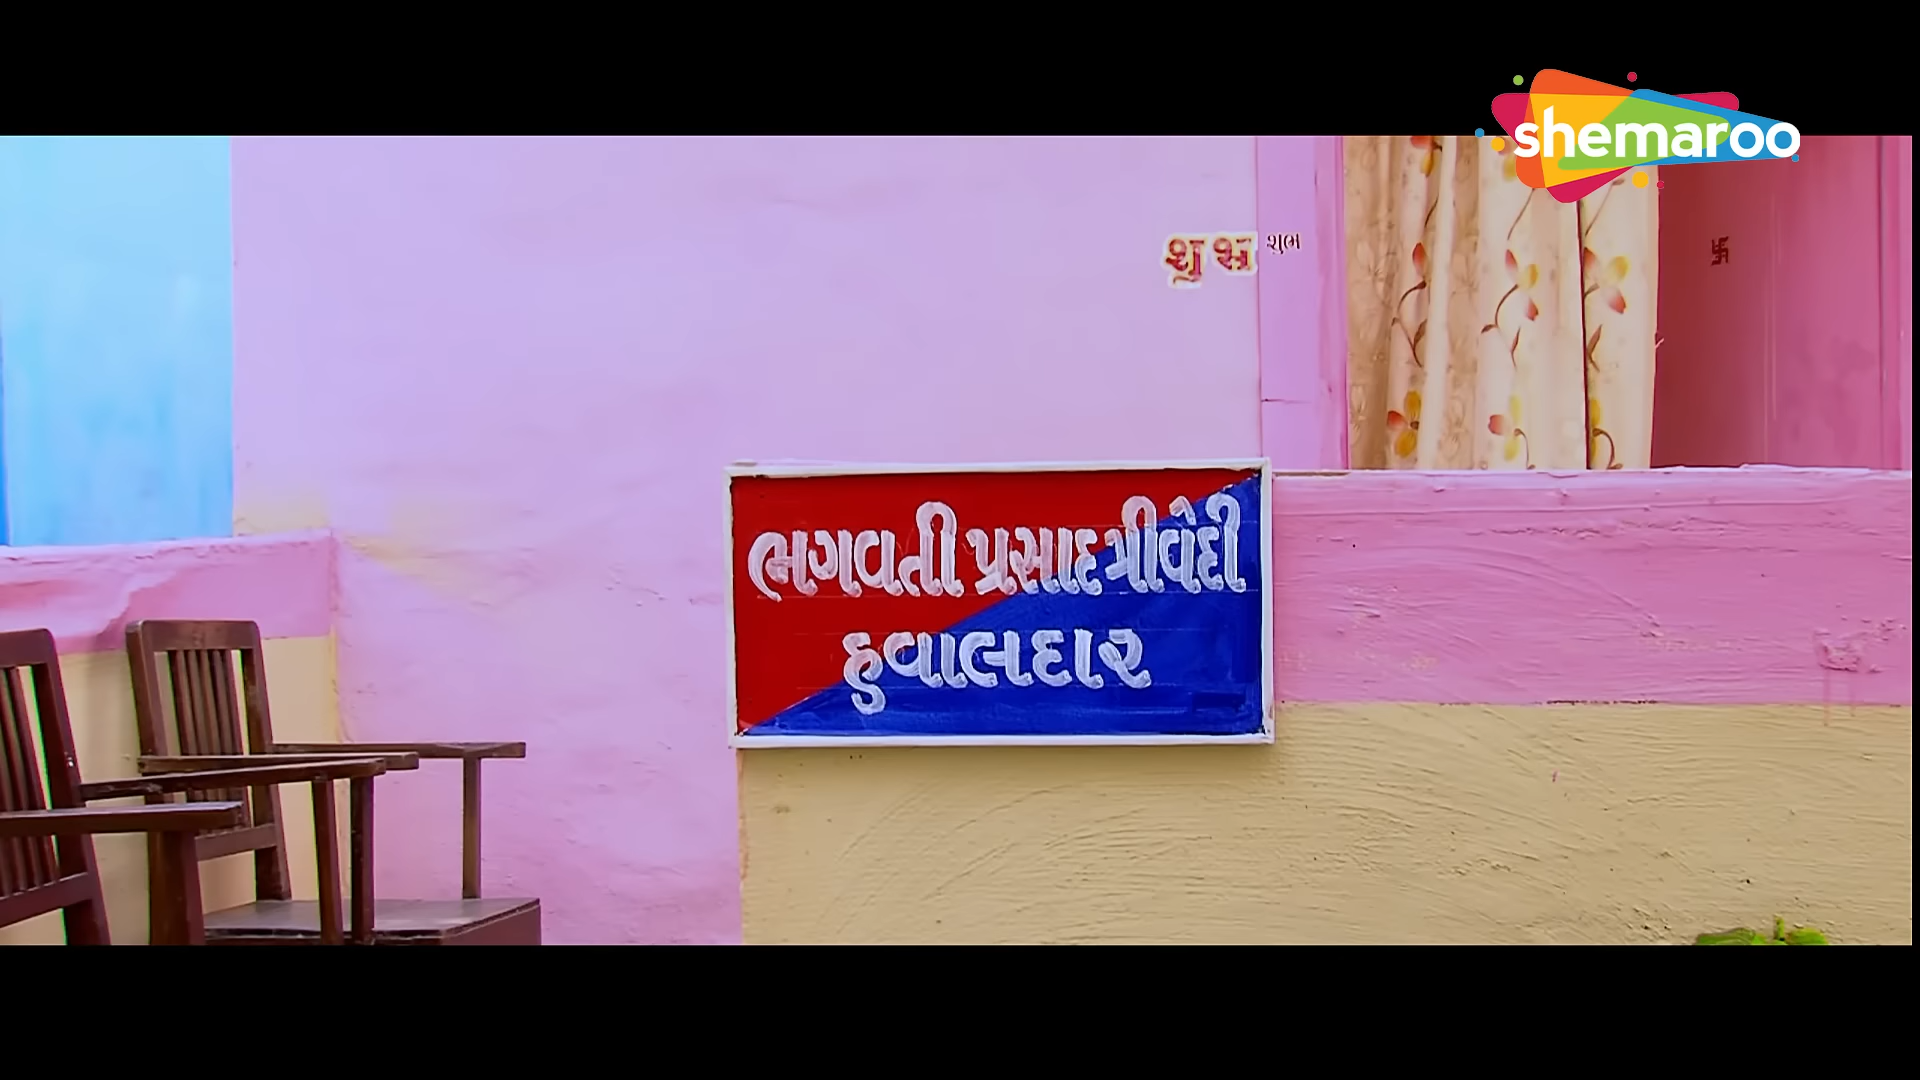 shemaroo
શુભ
શુભ
ભગવતી પ્રસાદ ત્રીવેદી
હવાલદાર